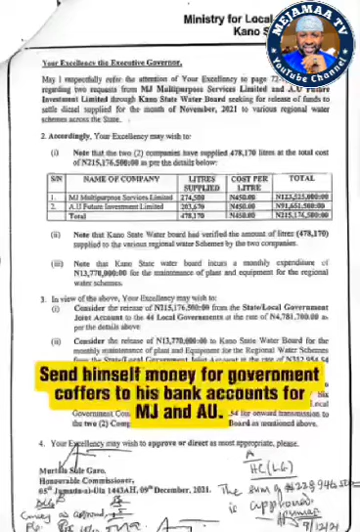 Ministry for Local
Kano S
MEJAMAA TV
YouTube Channel
Your Excellency the Executive Governor.
May I respectfully refer the attention of Your Excellency to page 72
regarding two requests from MJ Multipurpose Services Limited and A.U Future
Investment Limited through Kano State Water Board seeking for release of funds to
settle diesel supplied for the month of November, 2021 to various regional water
schemes across the State.
2. Accordingly, Your Excellency may wish to:
(i) Note that the two (2) companies have supplied 478,170 litres at the total cost
of N215,176,500:00 as per the details below:
S/N NAME OF COMPANY LITRES SUPPLIED COST PER LITRE TOTAL
1. MJ Multipurpose Services Limited 274,500 N450.00 N123,525,000:00
2. A.U Future Investment Limited 203,670 N450.00 N91,651,500:00
Total 478,170 N450.00 N215,176,500:00
(ii) Note that Kano State Water board had verified the amount of litres (478,170)
supplied to the various regional water Schemes by the two companies.
(iii) Note that Kano State water board incurs a monthly expenditure of
N13,770,000:00 for the maintenance of plant and equipment for the regional
water schemes.
3. In view of the above, Your Excellency may wish to:
(i) Consider the release of N215,176,500:00 from the State/Local Government
Joint Account to the 44 Local Governments at the rate of N4,781,700.00 as
per the details above
(ii) Consider the release of N13,770,000:00 to Kano State Water Board for the
monthly maintenance of plant and Equipment for the Regional Water Schemes
from the State/Local Government Joint Account
Send himself money for government
coffers to his bank accounts for
MJ and AU.
Government 54 for onward transmission to
the two (2) Board as mentioned above.
4. Your Excellency may wish to approve or direct as most appropriate, please.
Murtala Sule Garo,
Honourable Commissioner,
05th Jumada-al-Ula 1443AH, 09th December, 2021.
HC (LG)
The sum of
is approved
9/12/21